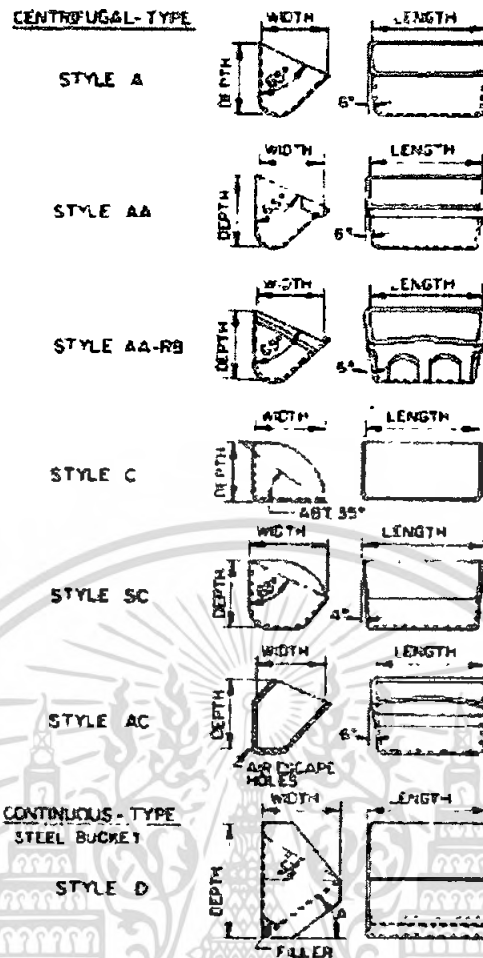 CENTRIFUGAL-TYPE
WIDTH
LENGTH
STYLE A
DEPTH
6°
WIDTH
LENGTH
STYLE AA
DEPTH
6°
WIDTH
LENGTH
STYLE AA-RB
DEPTH
WIDTH
LENGTH
STYLE C
DEPTH
ABT. 35°
WIDTH
LENGTH
STYLE SC
DEPTH
4°
WIDTH
LENGTH
STYLE AC
DEPTH
6°
AIR ESCAPE
HOLES
CONTINUOUS-TYPE
STEEL BUCKET
WIDTH
LENGTH
STYLE D
DEPTH
FILLER